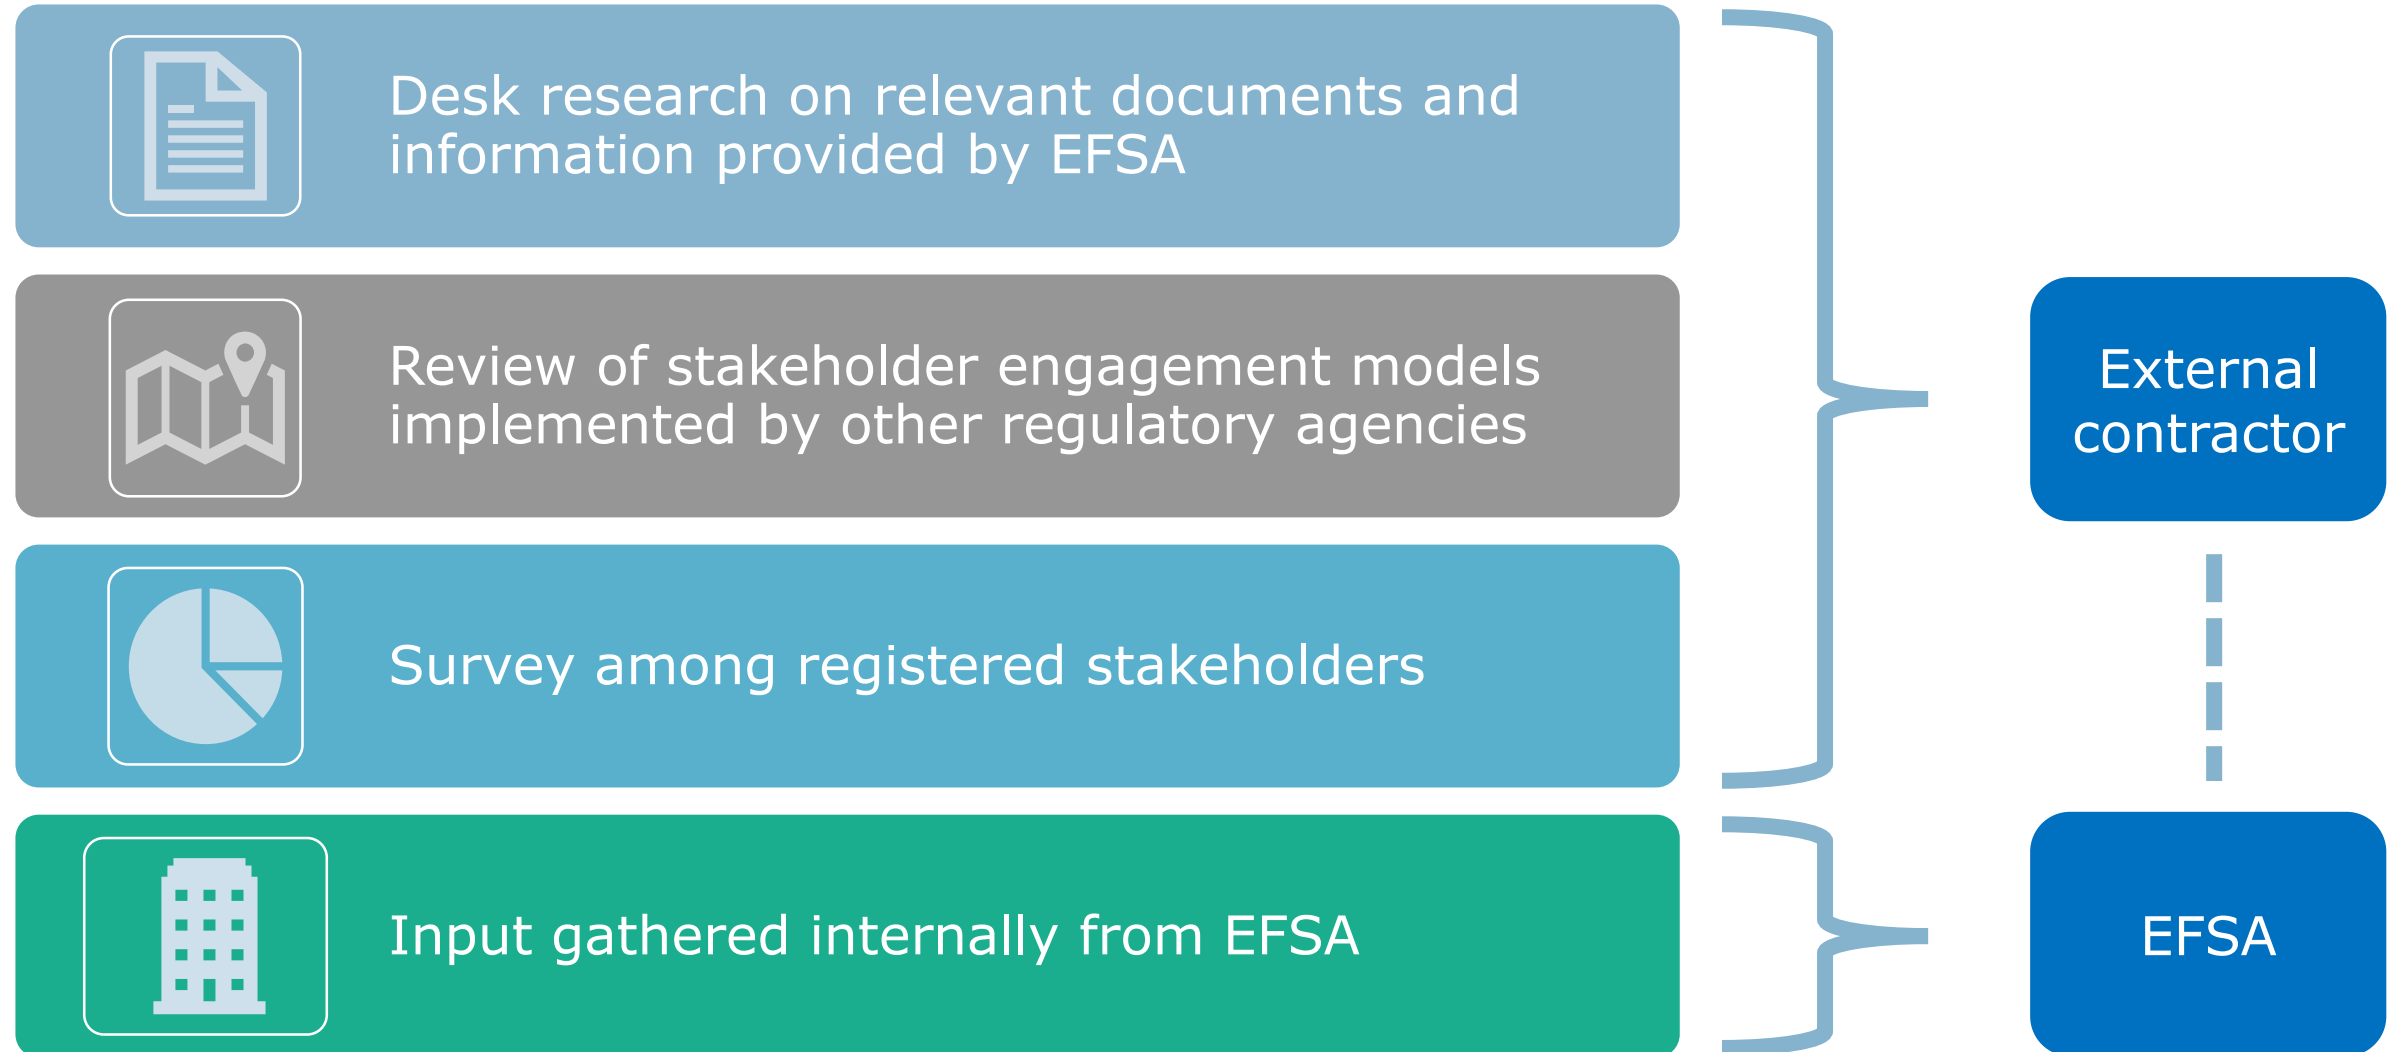 Desk research on relevant documents and
information provided by EFSA
Review of stakeholder engagement models
implemented by other regulatory agencies
External
contractor
Survey among registered stakeholders
Input gathered internally from EFSA
EFSA